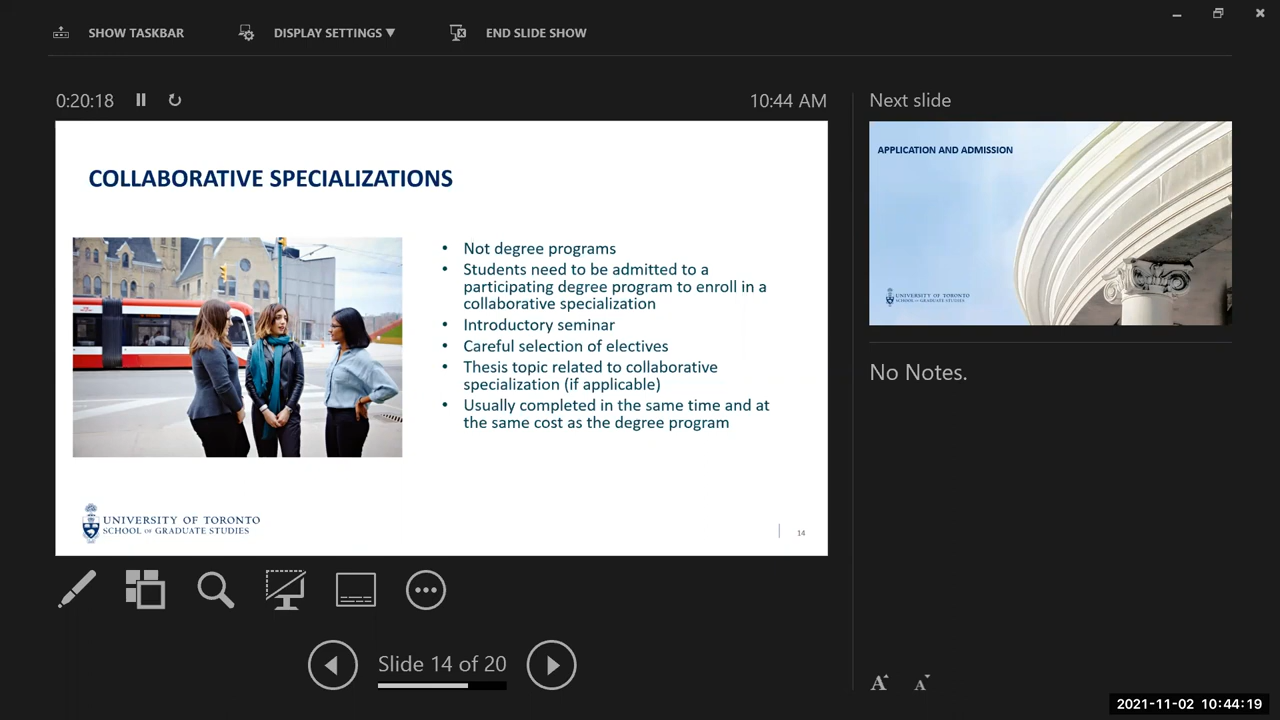 SHOW TASKBAR
DISPLAY SETTINGS ▼
END SLIDE SHOW
0:20:18
10:44 AM
COLLABORATIVE SPECIALIZATIONS
• Not degree programs
• Students need to be admitted to a
participating degree program to enroll in a
collaborative specialization
• Introductory seminar
• Careful selection of electives
• Thesis topic related to collaborative
specialization (if applicable)
• Usually completed in the same time and at
the same cost as the degree program
UNIVERSITY OF TORONTO
SCHOOL OF GRADUATE STUDIES
14
Slide 14 of 20
Next slide
APPLICATION AND ADMISSION
UNIVERSITY OF TORONTO
SCHOOL OF GRADUATE STUDIES
No Notes.
A A
2021-11-02 10:44:19